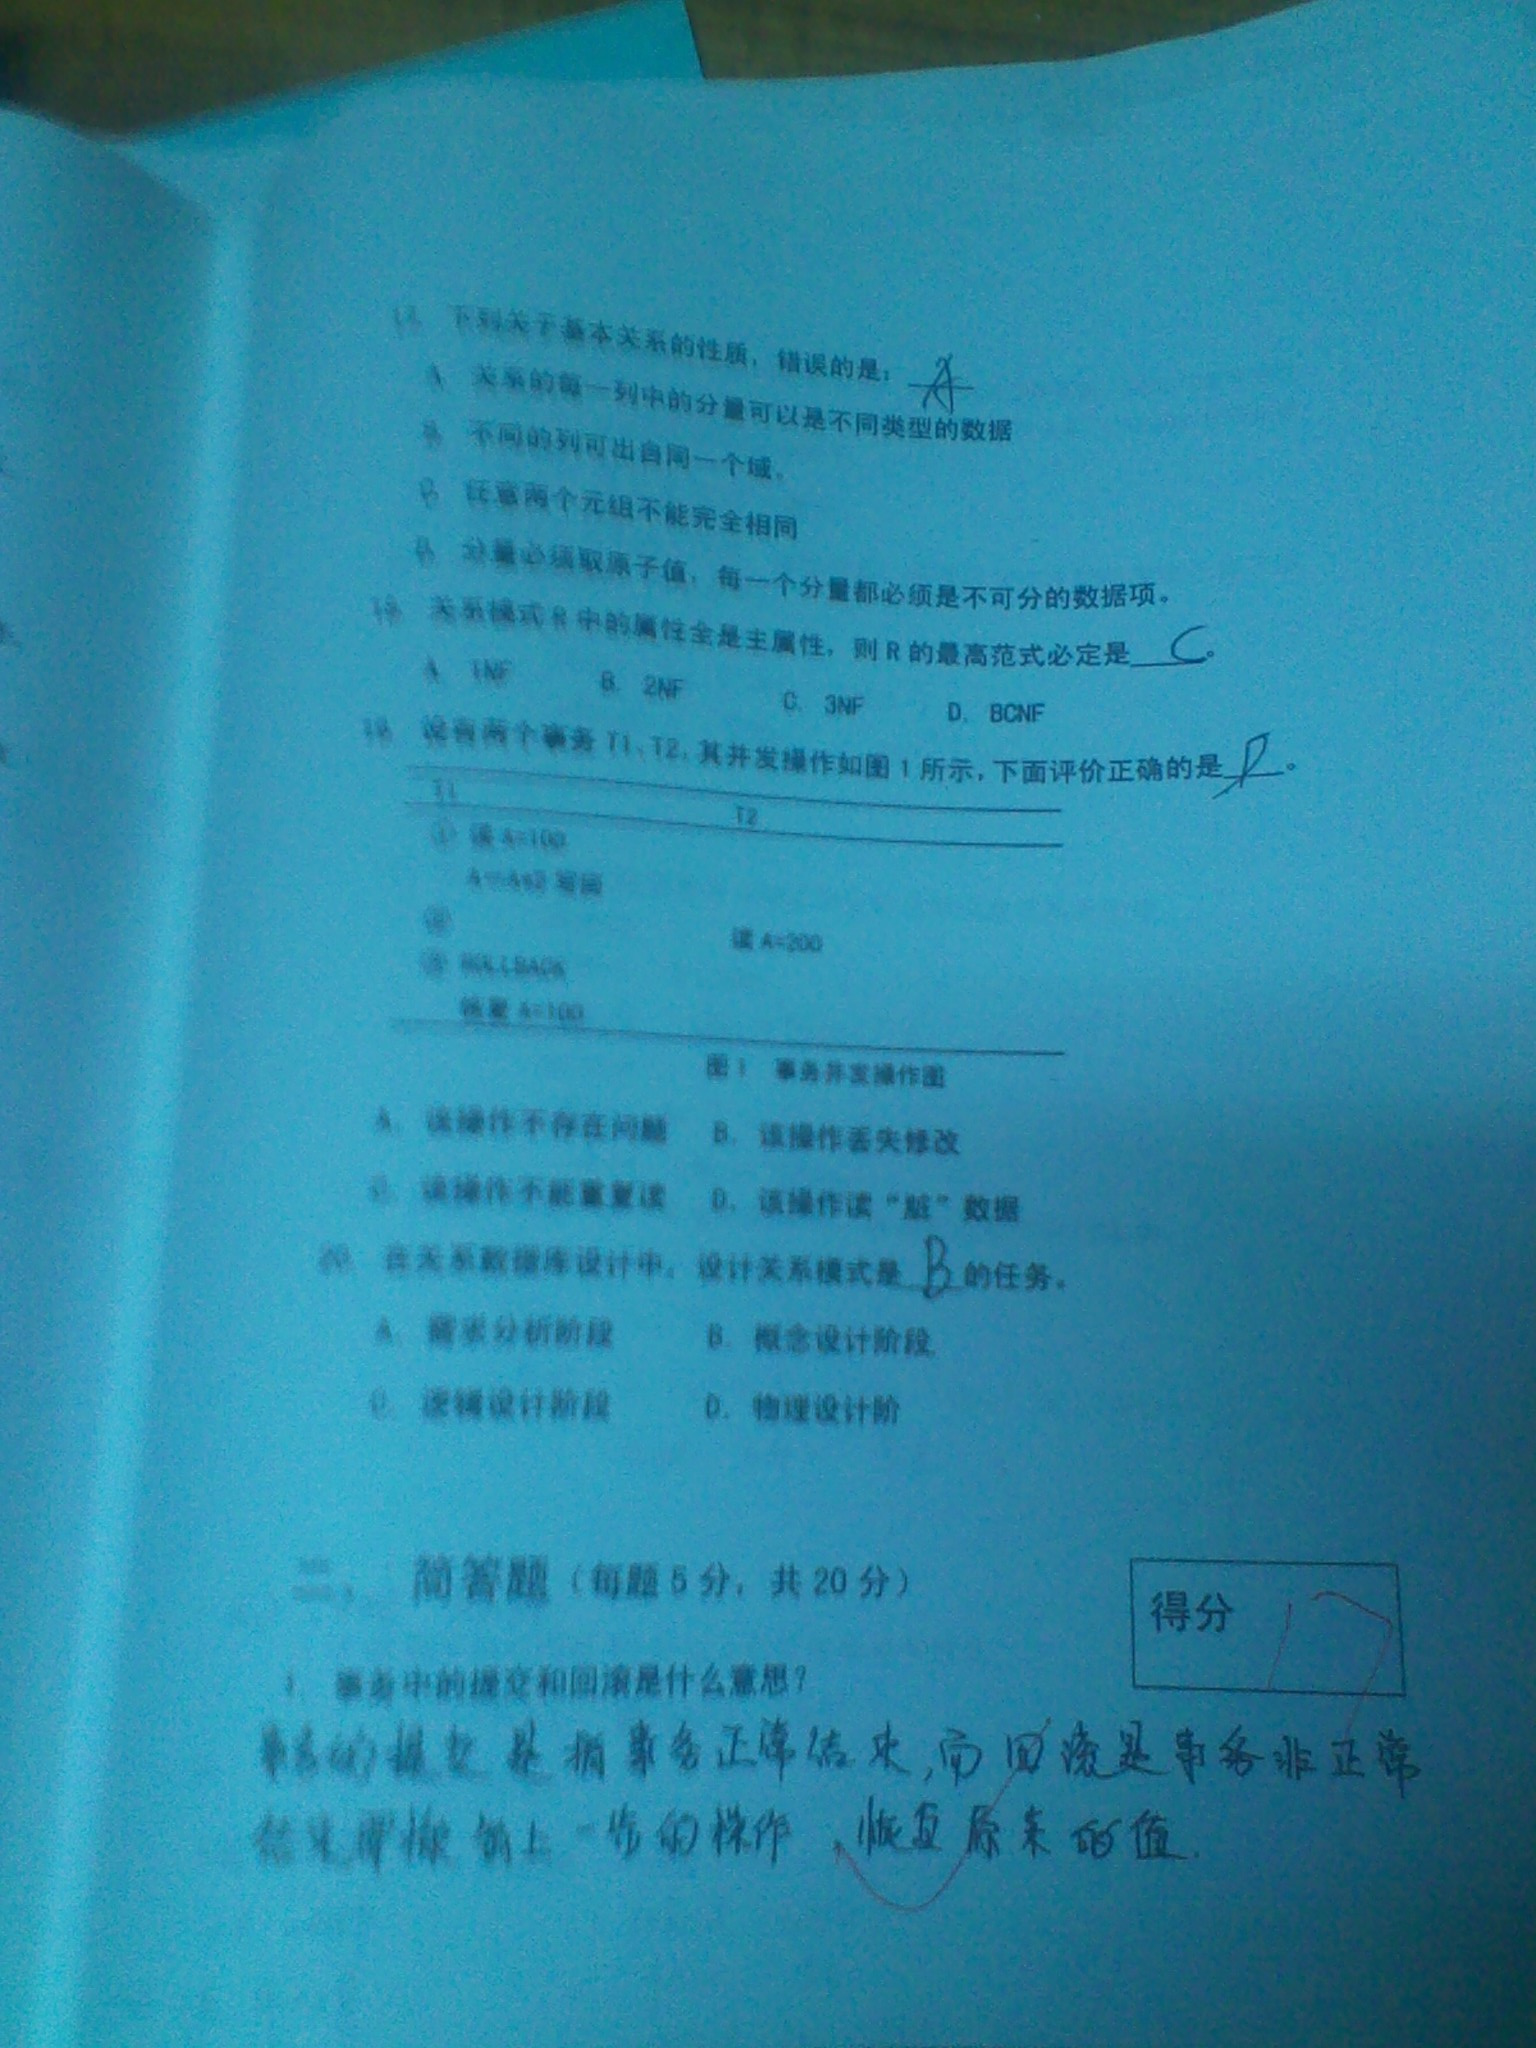 17. 下列关于基本关系的性质，错误的是：A
A. 关系的每一列中的分量可以是不同类型的数据
B. 不同的列可出自同一个域。
C. 任意两个元组不能完全相同
D. 分量必须取原子值，每一个分量都必须是不可分的数据项。
18. 关系模式R中的属性全是主属性，则R的最高范式必定是 C。
A. 1NF B. 2NF C. 3NF D. BCNF
19. 设有两个事务T1、T2，其并发操作如图1所示，下面评价正确的是 D。
T1 T2
① 读A=100
A=A*2 写回
② 读A=200
③ ROLLBACK
恢复A=100
图1 事务并发操作图
A. 该操作不存在问题 B. 该操作丢失修改
C. 该操作不能重复读 D. 该操作读“脏”数据
20. 在关系数据库设计中，设计关系模式是 B 的任务。
A. 需求分析阶段 B. 概念设计阶段
C. 逻辑设计阶段 D. 物理设计阶
二、 简答题（每题5分，共20分）
得分 17
1. 事务中的提交和回滚是什么意思？
事务的提交是指事务正常结束,而回滚是事务非正常
结束 上一步的操作,恢复原来的值.